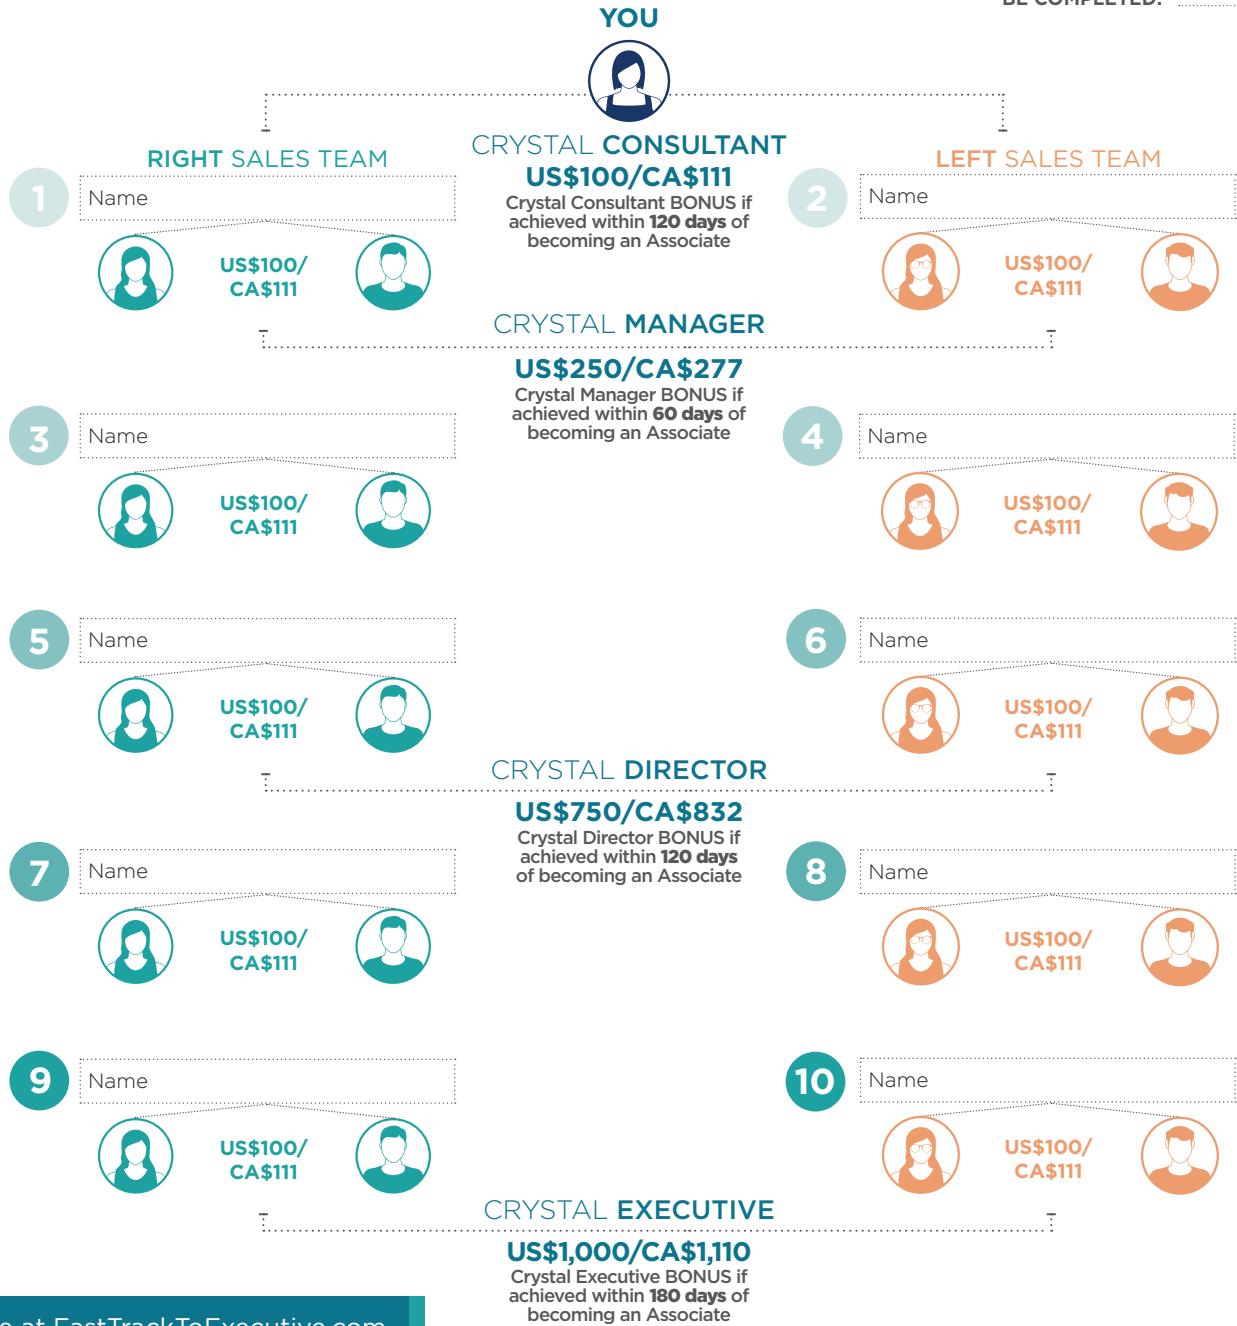 BE COMPLETED:
YOU
CRYSTAL CONSULTANT
US$100/CA$111
Crystal Consultant BONUS if
achieved within 120 days of
becoming an Associate
RIGHT SALES TEAM
LEFT SALES TEAM
1
Name
US$100/
CA$111
2
Name
US$100/
CA$111
CRYSTAL MANAGER
US$250/CA$277
Crystal Manager BONUS if
achieved within 60 days of
becoming an Associate
3
Name
US$100/
CA$111
4
Name
US$100/
CA$111
5
Name
US$100/
CA$111
6
Name
US$100/
CA$111
CRYSTAL DIRECTOR
US$750/CA$832
Crystal Director BONUS if
achieved within 120 days
of becoming an Associate
7
Name
US$100/
CA$111
8
Name
US$100/
CA$111
9
Name
US$100/
CA$111
10
Name
US$100/
CA$111
CRYSTAL EXECUTIVE
US$1,000/CA$1,110
Crystal Executive BONUS if
achieved within 180 days of
becoming an Associate
at FastTrackToExecutive.com